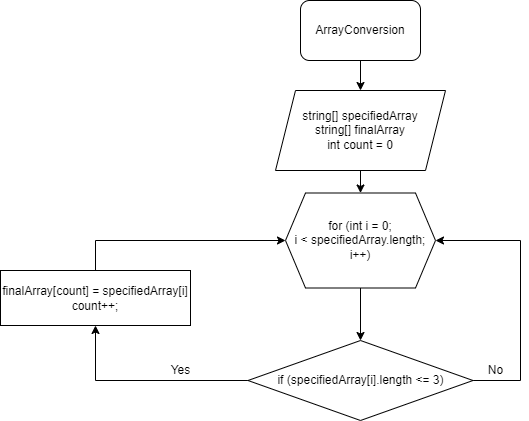 ArrayConversion
string[] specifiedArray
string[] finalArray
int count = 0
for (int i = 0;
i < specifiedArray.length;
i++)
finalArray[count] = specifiedArray[i]
count++;
Yes
if (specifiedArray[i].length <= 3)
No